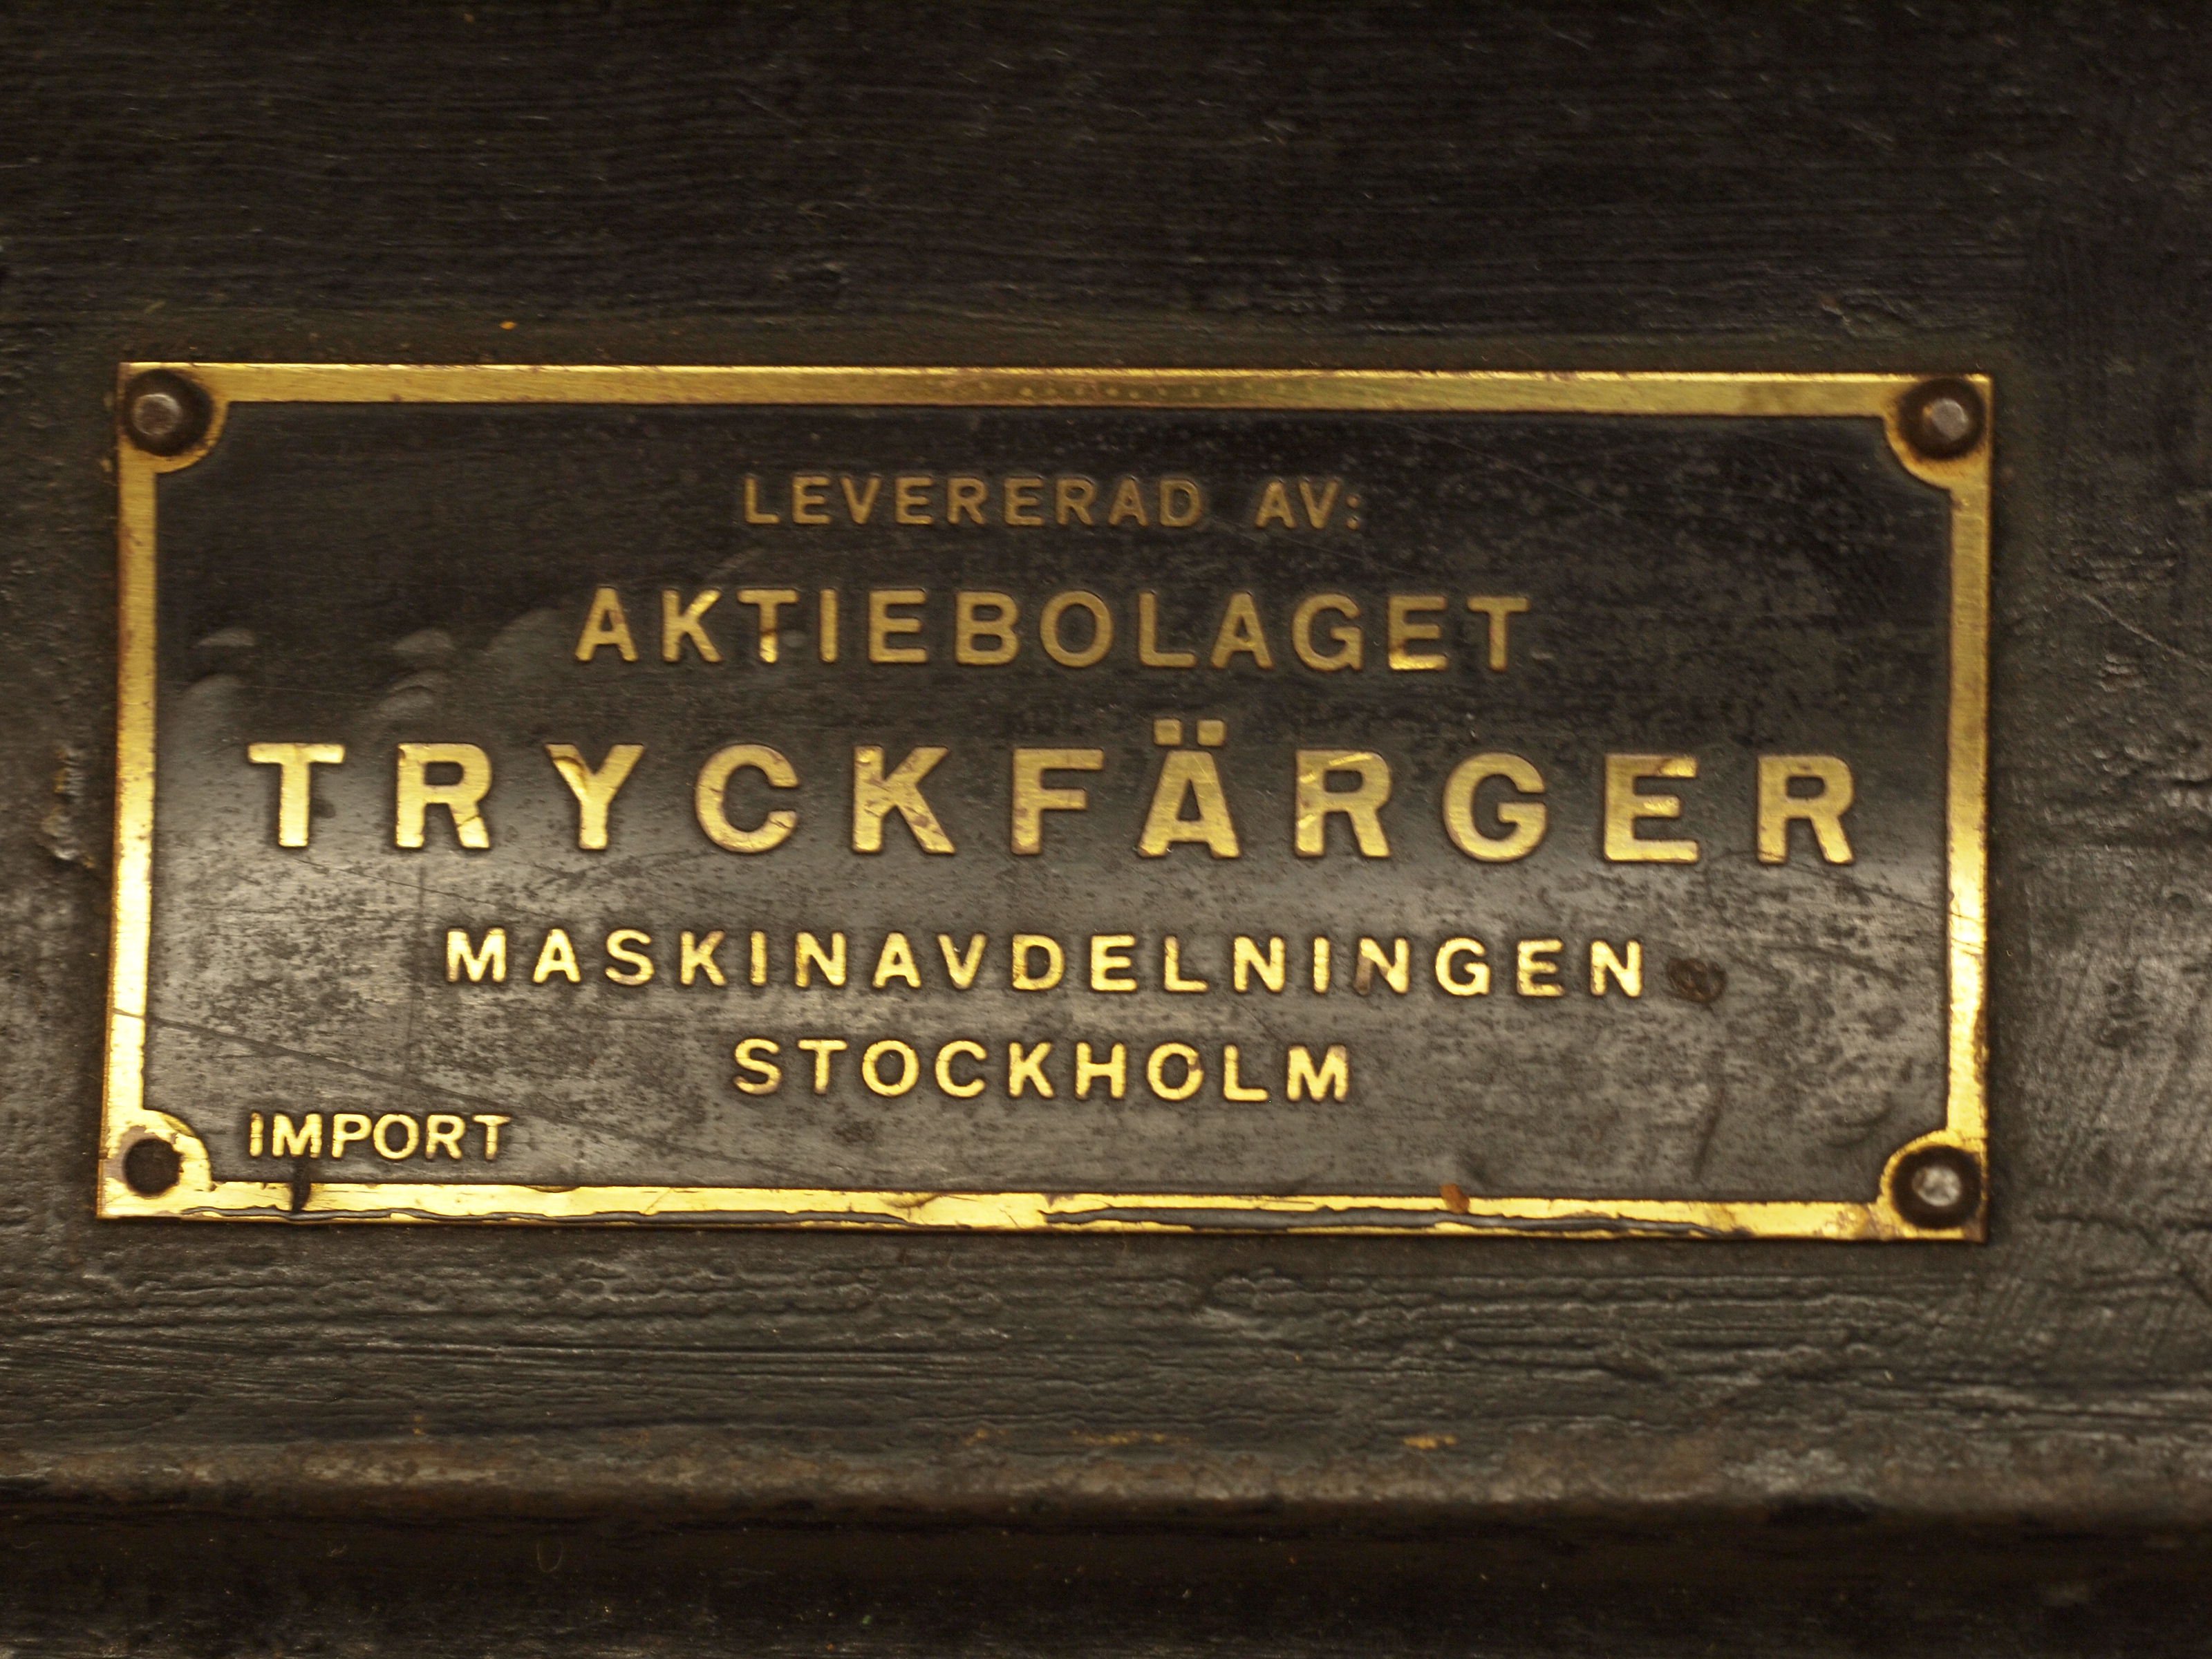 LEVERERAD AV:
AKTIEBOLAGET
TRYCKFÄRGER
MASKINAVDELNINGEN
STOCKHOLM
IMPORT